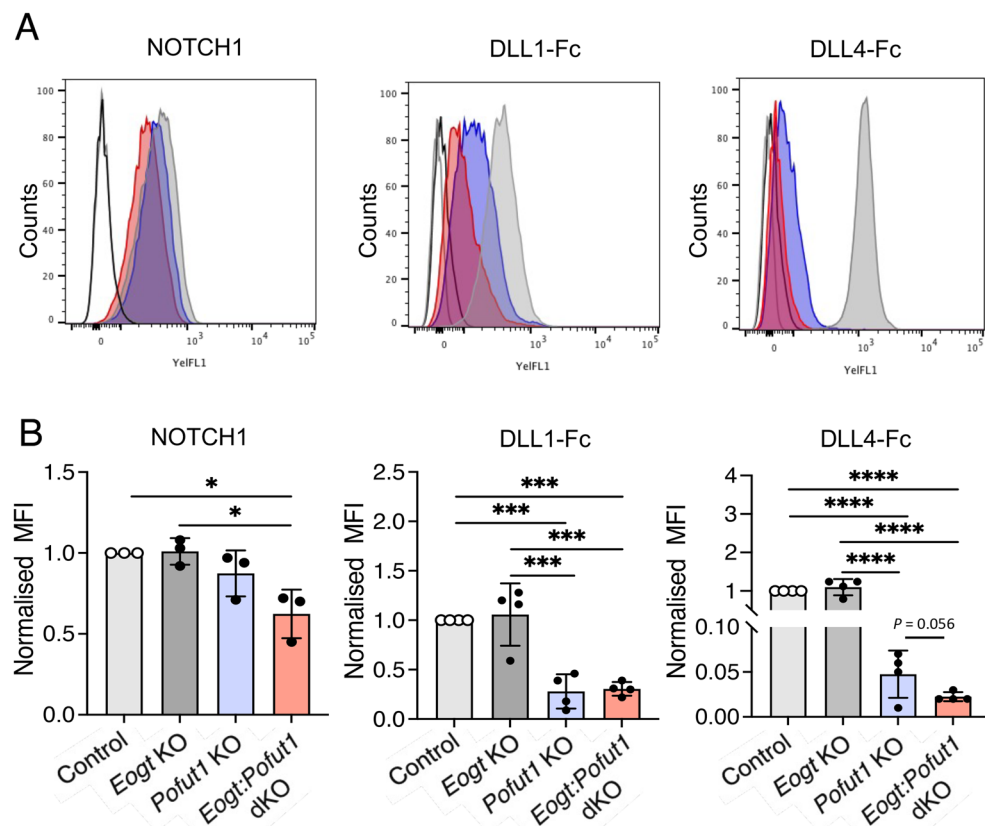 A
NOTCH1
DLL1-Fc
DLL4-Fc
Counts
100
80
60
40
20
0
0
10³
10⁴
10⁵
YelFL1
Counts
100
80
60
40
20
0
0
10³
10⁴
10⁵
YelFL1
Counts
100
80
60
40
20
0
0
10³
10⁴
10⁵
YelFL1
B
NOTCH1
Normalised MFI
1.5
1.0
0.5
0.0
*
*
Control
Eogt KO
Pofut1 KO
Eogt:Pofut1
dKO
DLL1-Fc
Normalised MFI
2.5
2.0
1.5
1.0
0.5
0.0
***
***
***
***
Control
Eogt KO
Pofut1 KO
Eogt:Pofut1
dKO
DLL4-Fc
Normalised MFI
4
3
2
1
0.10
0.05
0.00
****
****
****
****
P = 0.056
Control
Eogt KO
Pofut1 KO
Eogt:Pofut1
dKO